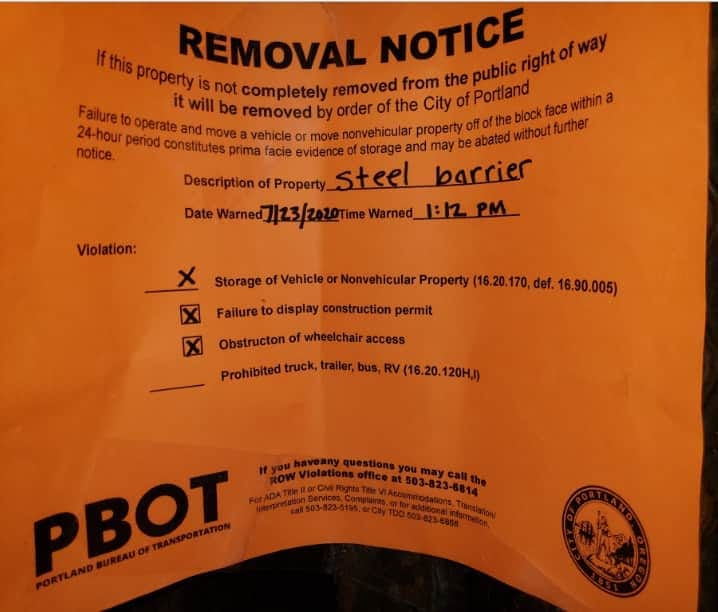 REMOVAL NOTICE
If this property is not completely removed from the public right of way
it will be removed by order of the City of Portland
Failure to operate and move a vehicle or move nonvehicular property off of the block face within a
24-hour period constitutes prima facie evidence of storage and may be abated without further
notice.
Description of Property steel barrier
Date Warned 7/23/2020 Time Warned 1:12 PM
Violation:
X Storage of Vehicle or Nonvehicular Property (16.20.170, def. 16.90.005)
X Failure to display construction permit
X Obstructon of wheelchair access
Prohibited truck, trailer, bus, RV (16.20.120H,I)
If you haveany questions you may call the
ROW Violations office at 503-823-6814
For ADA Title II or Civil Rights Title VI Accommodations, Translation/
Interpretation Services, Complaints, or for additional information
call 503-823-5195, or City TDD 503-823-6868
PBOT
PORTLAND BUREAU OF TRANSPORTATION
CITY OF PORTLAND OREGON
1851